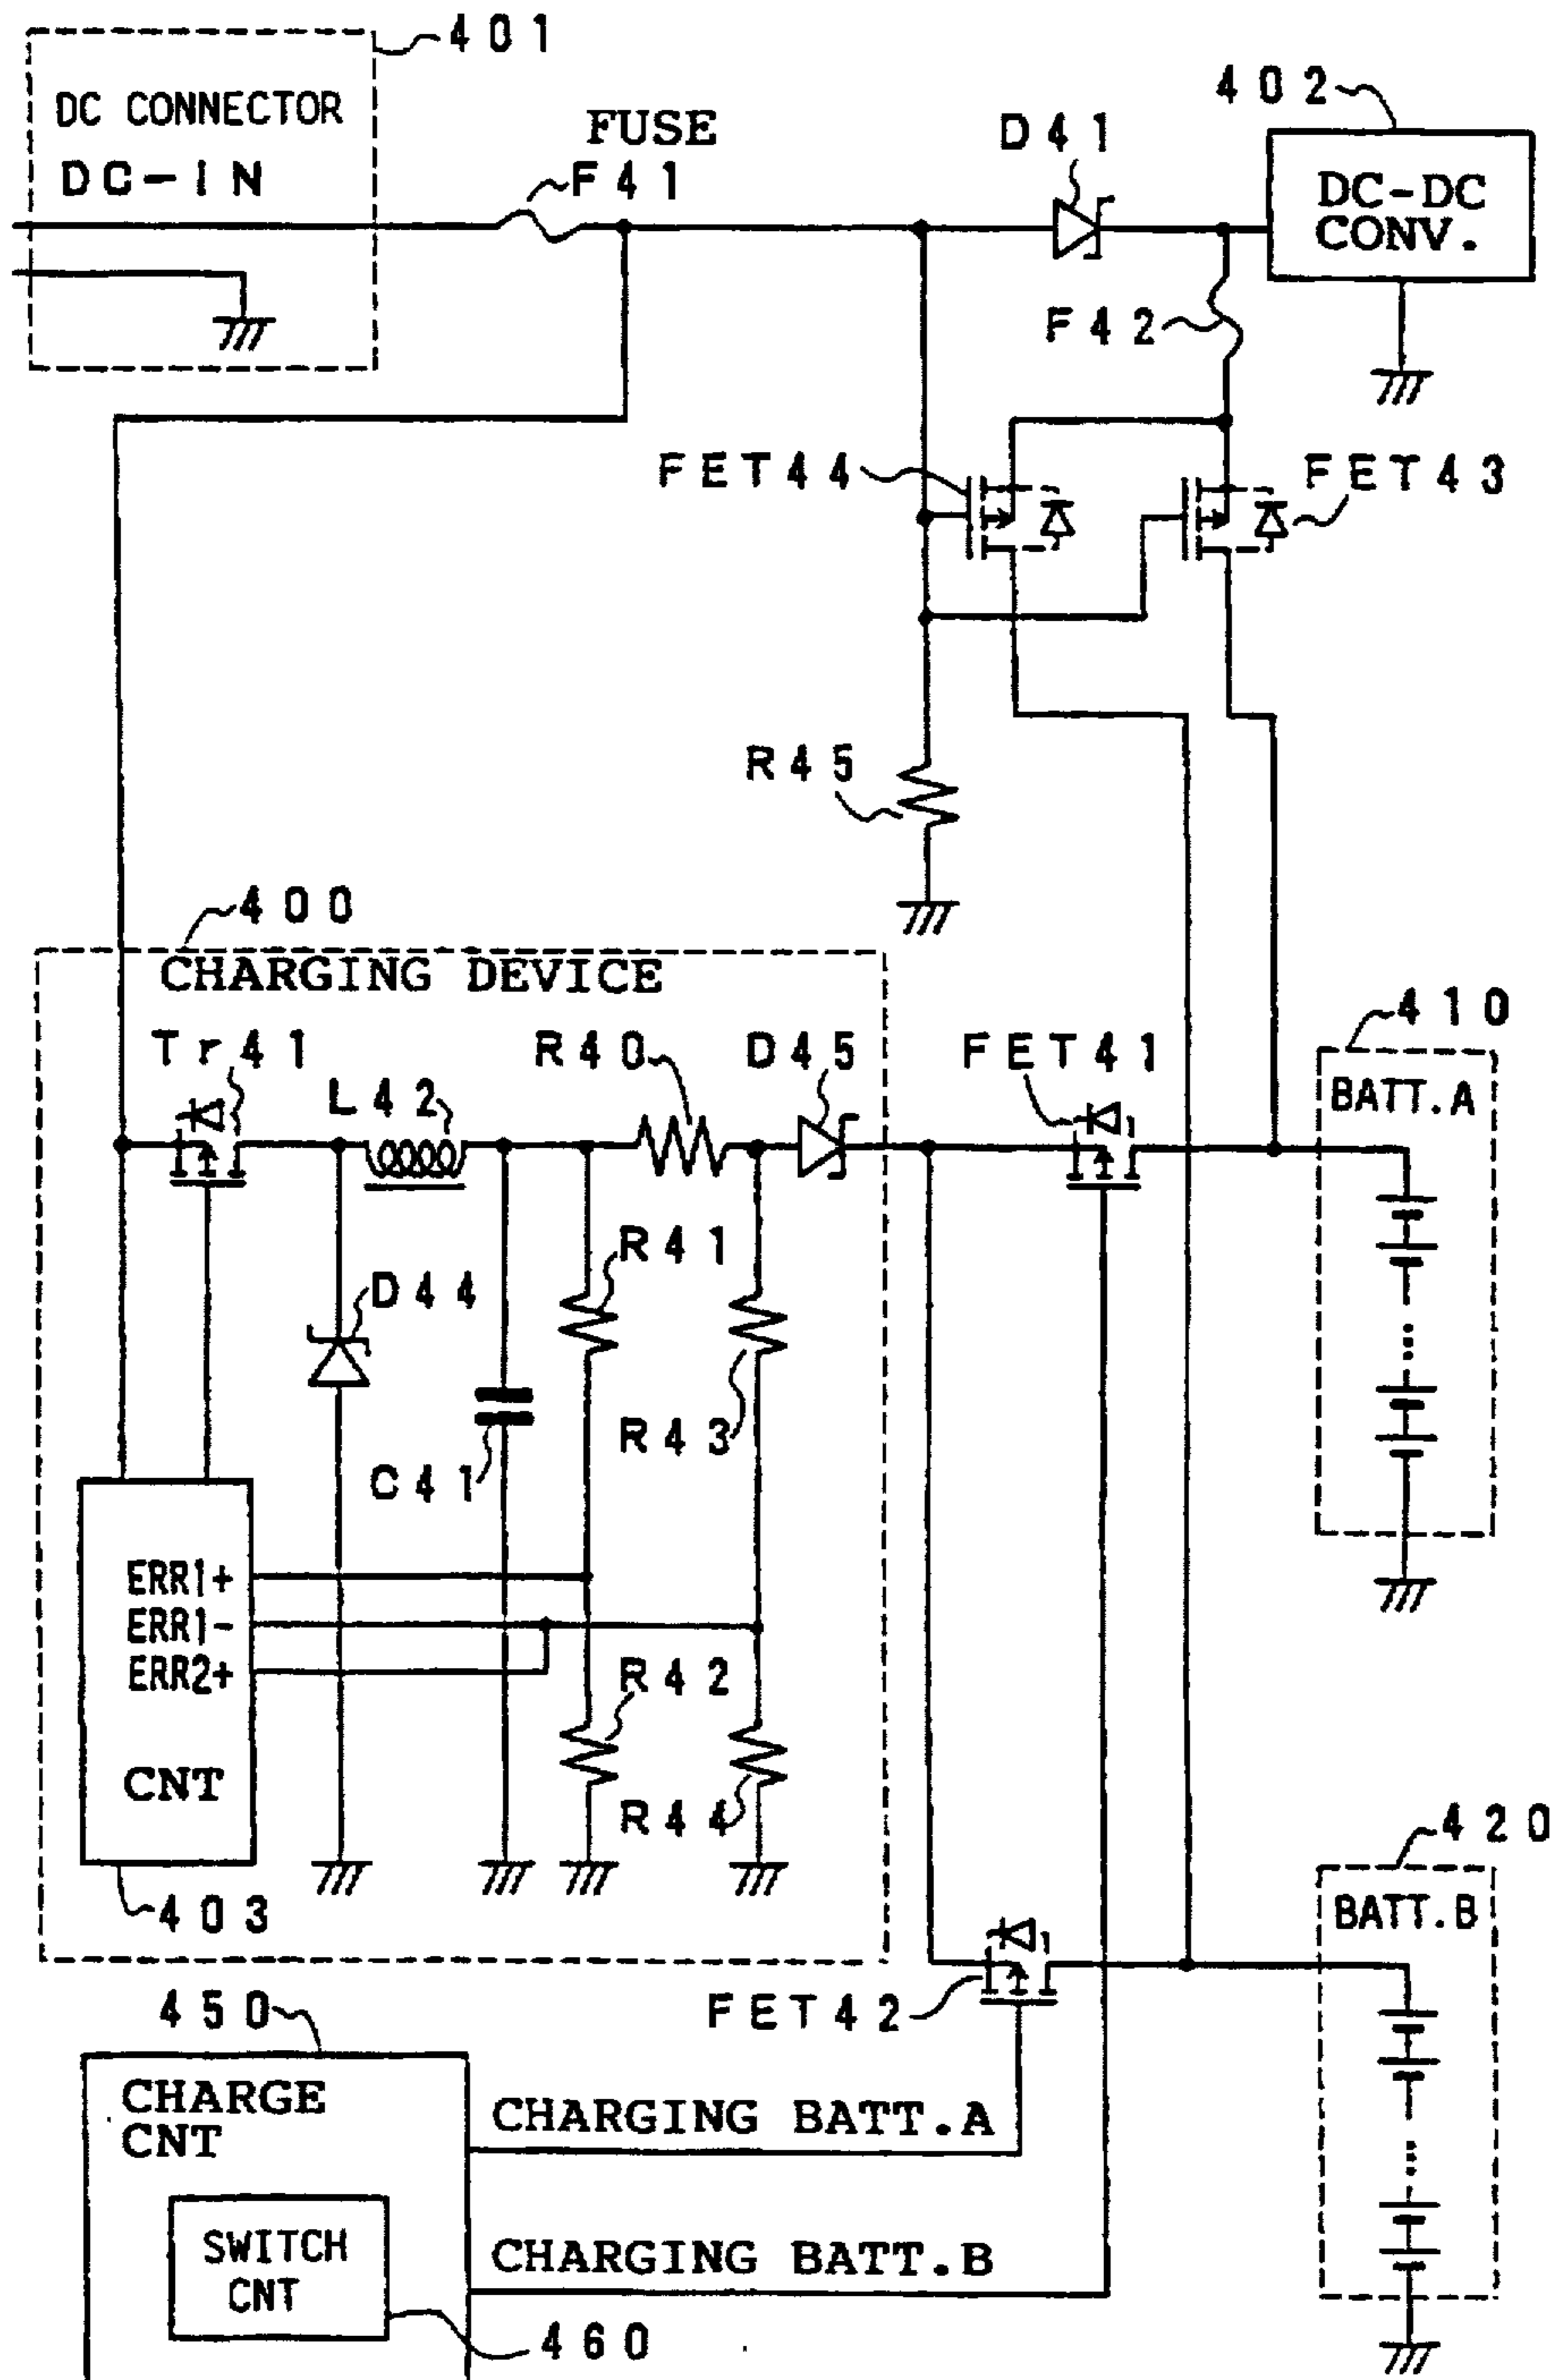 401
DC CONNECTOR
DC-IN
FUSE
F41
D41
402
DC-DC
CONV.
F42
FET44
FET43
R45
400
CHARGING DEVICE
Tr41
L42
R40
D45
FET41
410
BATT.A
R41
D44
R43
C41
ERR1+
ERR1-
ERR2+
R42
CNT
R44
403
420
BATT.B
FET42
450
CHARGE
CNT
CHARGING BATT.A
SWITCH
CNT
CHARGING BATT.B
460